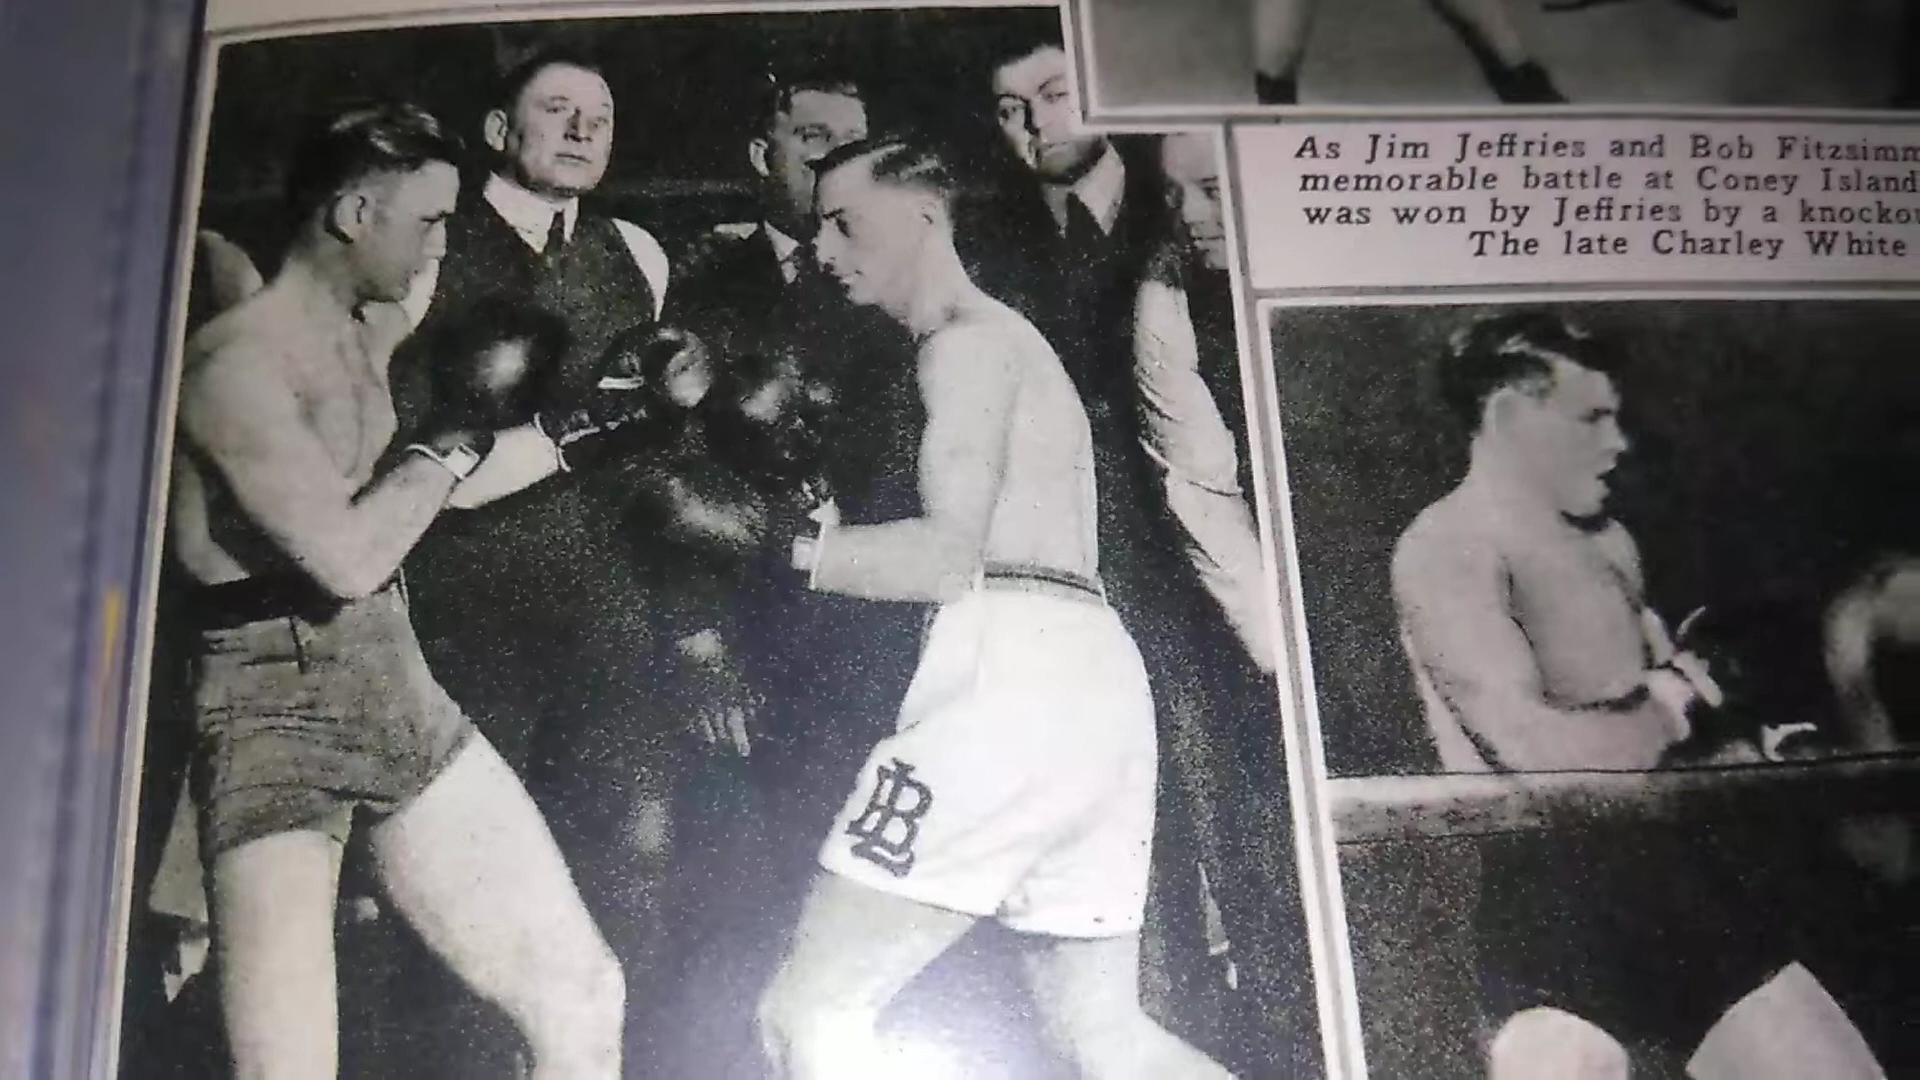 As Jim Jeffries and Bob Fitzsimm
memorable battle at Coney Island
was won by Jeffries by a knockou
The late Charley White
BL